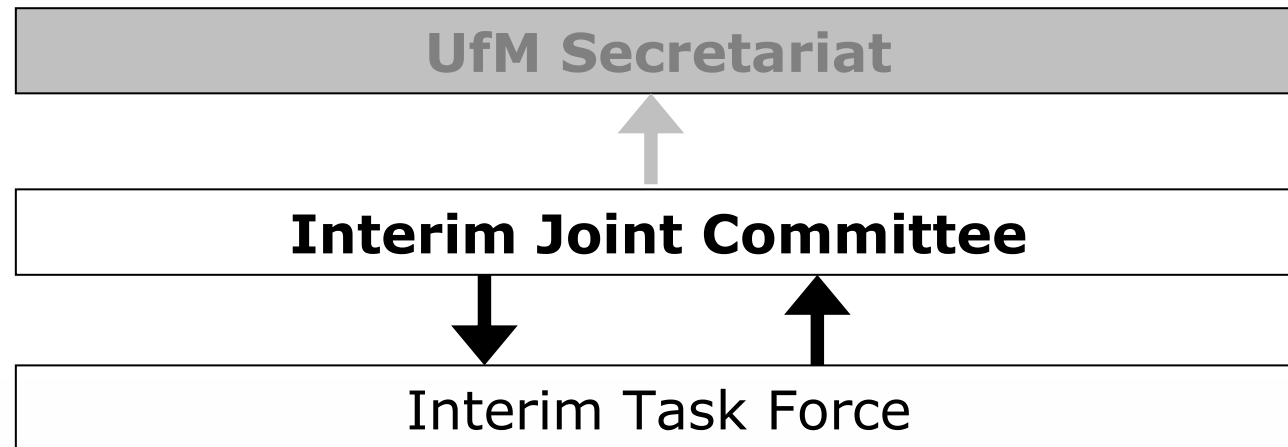 UfM Secretariat
Interim Joint Committee
Interim Task Force